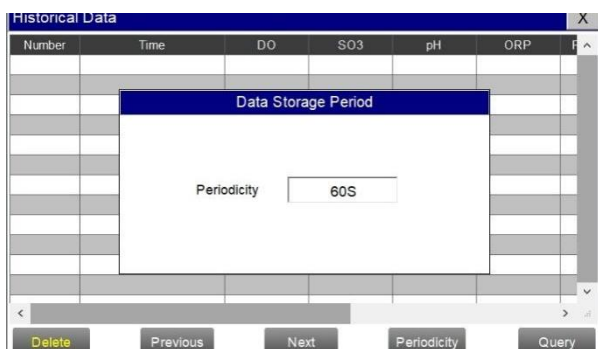 Historical Data X
Number Time DO SO3 pH ORP
Data Storage Period
Periodicity 60S
Delete Previous Next Periodicity Query